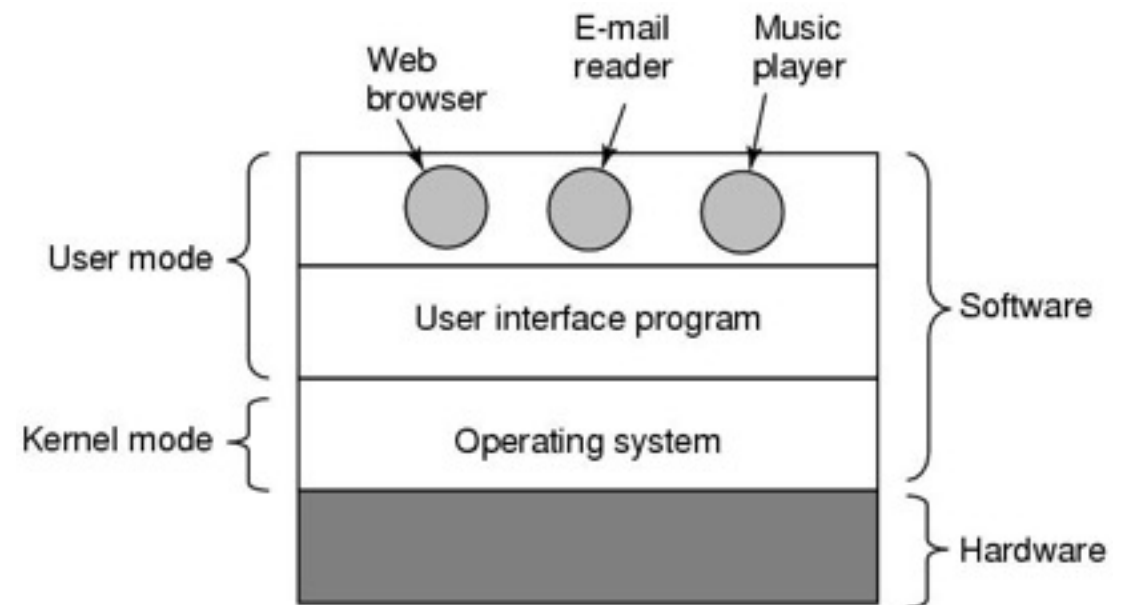 E-mail
reader
Music
player
Web
browser
User mode
User interface program
Software
Kernel mode
Operating system
Hardware